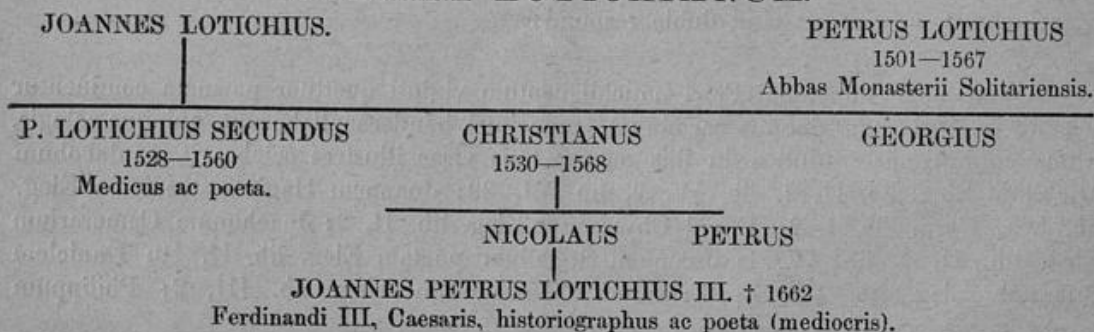 JOANNES LOTICHIUS. PETRUS LOTICHIUS
1501—1567
Abbas Monasterii Solitariensis.
P. LOTICHIUS SECUNDUS CHRISTIANUS GEORGIUS
1528—1560 1530—1568
Medicus ac poeta.
NICOLAUS PETRUS
JOANNES PETRUS LOTICHIUS III. † 1662
Ferdinandi III, Caesaris, historiographus ac poeta (mediocris).